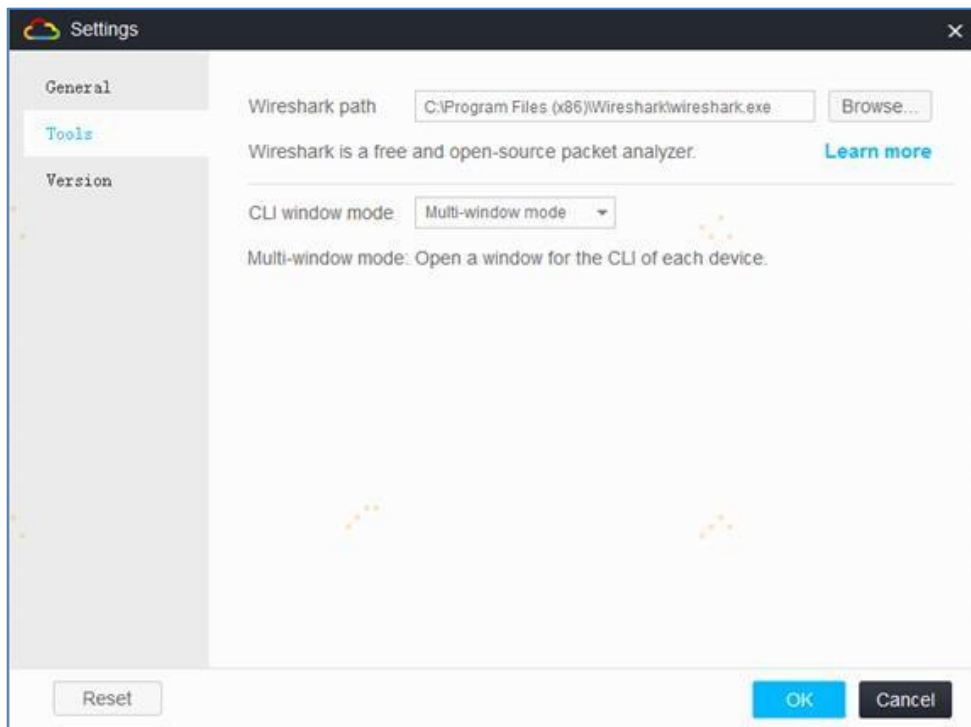 Settings
General
Tools
Version
Wireshark path
C:\Program Files (x86)\Wireshark\wireshark.exe
Browse...
Wireshark is a free and open-source packet analyzer.
Learn more
CLI window mode
Multi-window mode
Multi-window mode: Open a window for the CLI of each device.
Reset
OK
Cancel